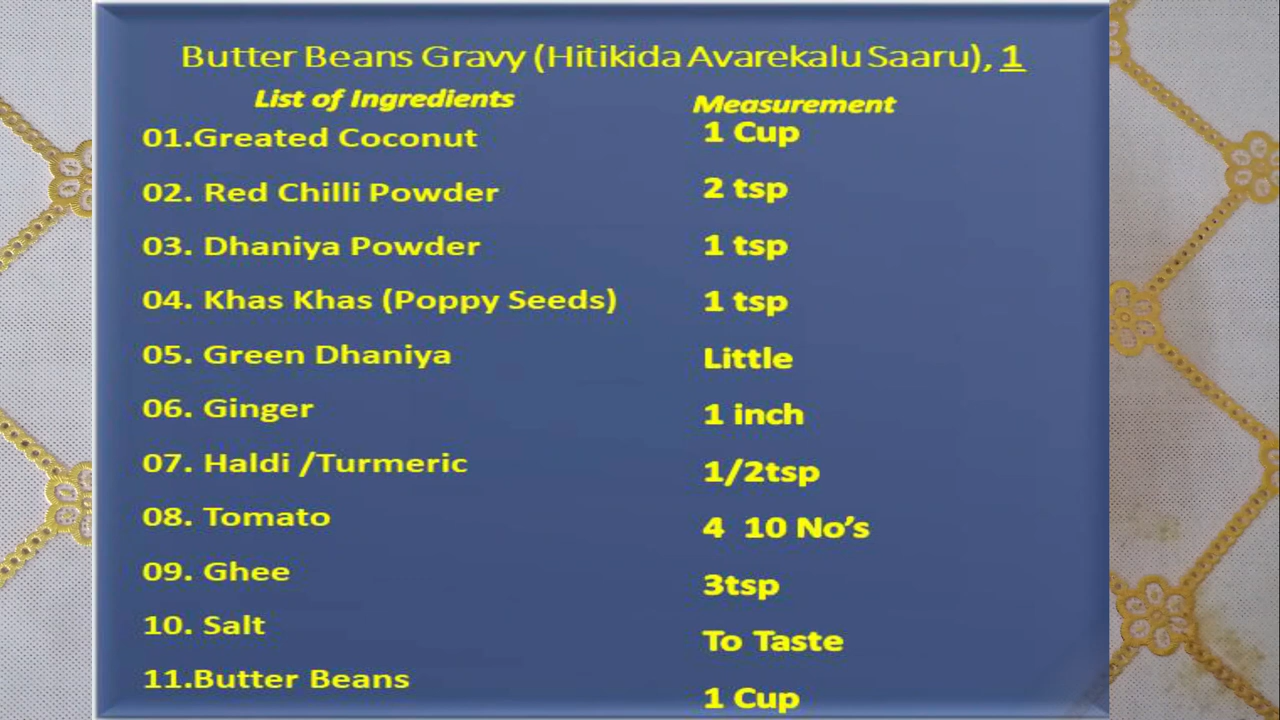 Butter Beans Gravy (Hitikida Avarekalu Saaru), 1
List of Ingredients Measurement
01.Greated Coconut 1 Cup
02. Red Chilli Powder 2 tsp
03. Dhaniya Powder 1 tsp
04. Khas Khas (Poppy Seeds) 1 tsp
05. Green Dhaniya Little
06. Ginger 1 inch
07. Haldi /Turmeric 1/2tsp
08. Tomato 4 10 No's
09. Ghee 3tsp
10. Salt To Taste
11.Butter Beans 1 Cup